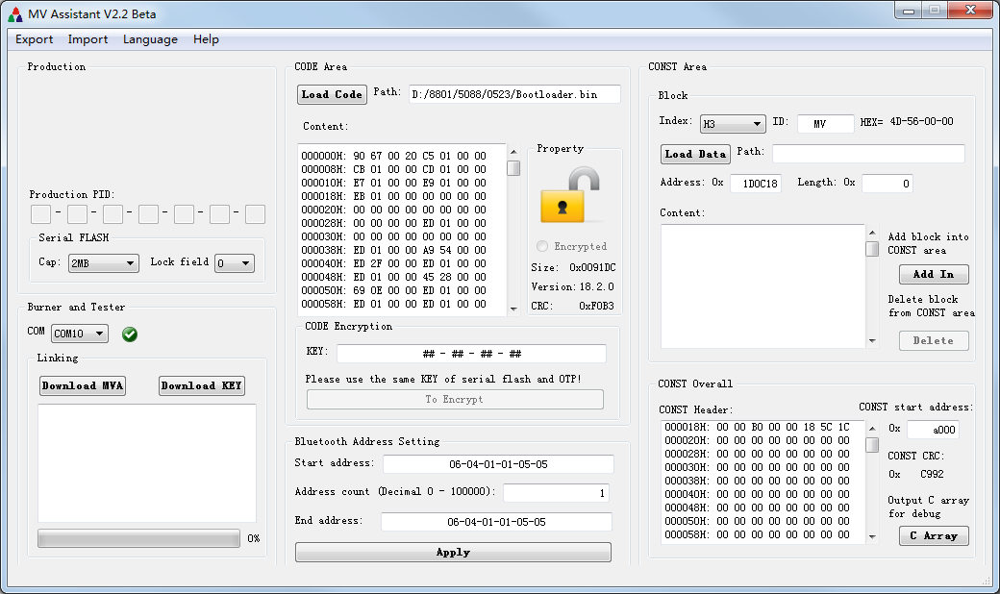 MV Assistant V2.2 Beta
Export Import Language Help
Production
Production PID:
- - - - - -
Serial FLASH
Cap: 2MB Lock field 0
Burner and Tester
COM COM10
Linking
Download MVA Download KEY
0%
CODE Area
Load Code Path: D:/8801/5088/0523/Bootloader.bin
Content:
000000H: 90 67 00 20 C5 01 00 00
000008H: CB 01 00 00 CD 01 00 00
000010H: E7 01 00 00 E9 01 00 00
000018H: EB 01 00 00 00 00 00 00
000020H: 00 00 00 00 00 00 00 00
000028H: 00 00 00 00 ED 01 00 00
000030H: 00 00 00 00 00 00 00 00
000038H: ED 01 00 00 A9 54 00 00
000040H: ED 2F 00 00 ED 01 00 00
000048H: ED 01 00 00 45 28 00 00
000050H: 69 0E 00 00 ED 01 00 00
000058H: ED 01 00 00 ED 01 00 00
Property
Encrypted
Size: 0x0091DC
Version: 18.2.0
CRC: 0xF0B3
CODE Encryption
KEY: ## - ## - ## - ##
Please use the same KEY of serial flash and OTP!
To Encrypt
Bluetooth Address Setting
Start address: 06-04-01-01-05-05
Address count (Decimal 0 - 100000): 1
End address: 06-04-01-01-05-05
Apply
CONST Area
Block
Index: H3 ID: MV HEX= 4D-56-00-00
Load Data Path:
Address: 0x 1D0C18 Length: 0x 0
Content:
Add block into
CONST area
Add In
Delete block
from CONST area
Delete
CONST Overall
CONST Header:
000018H: 00 00 B0 00 00 18 5C 1C
000020H: 00 00 00 00 00 00 00 00
000028H: 00 00 00 00 00 00 00 00
000030H: 00 00 00 00 00 00 00 00
000038H: 00 00 00 00 00 00 00 00
000040H: 00 00 00 00 00 00 00 00
000048H: 00 00 00 00 00 00 00 00
000050H: 00 00 00 00 00 00 00 00
000058H: 00 00 00 00 00 00 00 00
CONST start address:
0x a000
CONST CRC:
0x C992
Output C array
for debug
C Array